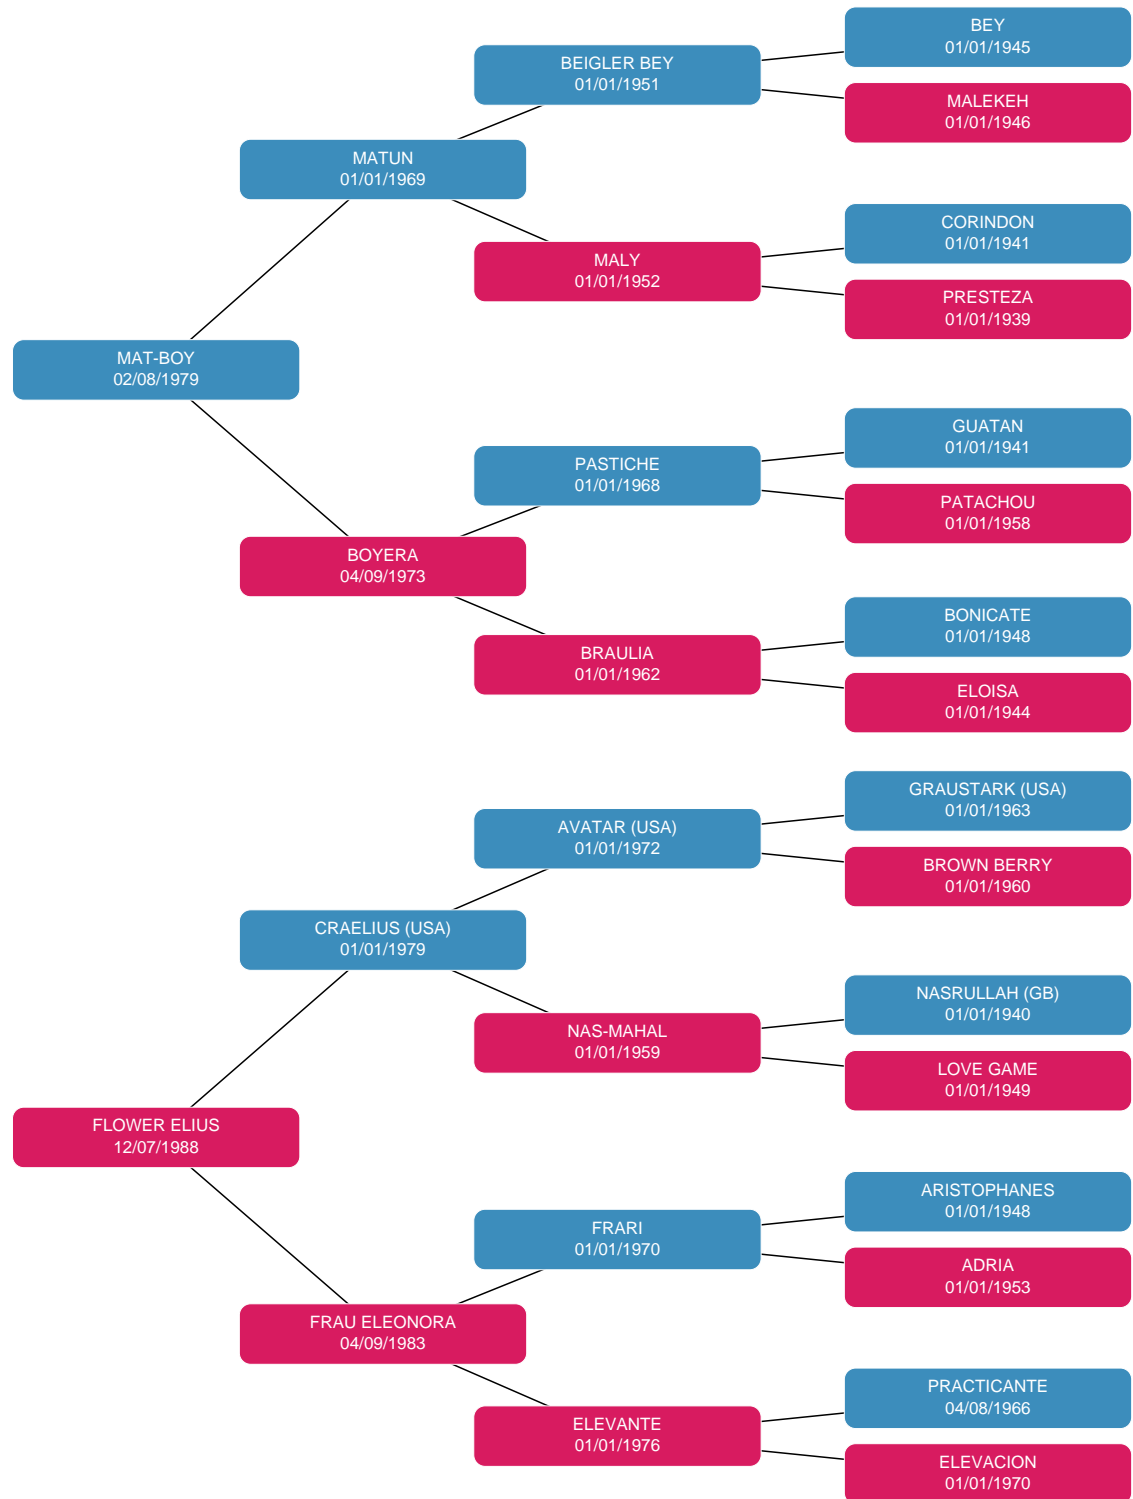 BEY
01/01/1945
BEIGLER BEY
01/01/1951
MALEKEH
01/01/1946
MATUN
01/01/1969
CORINDON
01/01/1941
MALY
01/01/1952
PRESTEZA
01/01/1939
MAT-BOY
02/08/1979
GUATAN
01/01/1941
PASTICHE
01/01/1968
PATACHOU
01/01/1958
BOYERA
04/09/1973
BONICATE
01/01/1948
BRAULIA
01/01/1962
ELOISA
01/01/1944
GRAUSTARK (USA)
01/01/1963
AVATAR (USA)
01/01/1972
BROWN BERRY
01/01/1960
CRAELIUS (USA)
01/01/1979
NASRULLAH (GB)
01/01/1940
NAS-MAHAL
01/01/1959
LOVE GAME
01/01/1949
FLOWER ELIUS
12/07/1988
ARISTOPHANES
01/01/1948
FRARI
01/01/1970
ADRIA
01/01/1953
FRAU ELEONORA
04/09/1983
PRACTICANTE
04/08/1966
ELEVANTE
01/01/1976
ELEVACION
01/01/1970